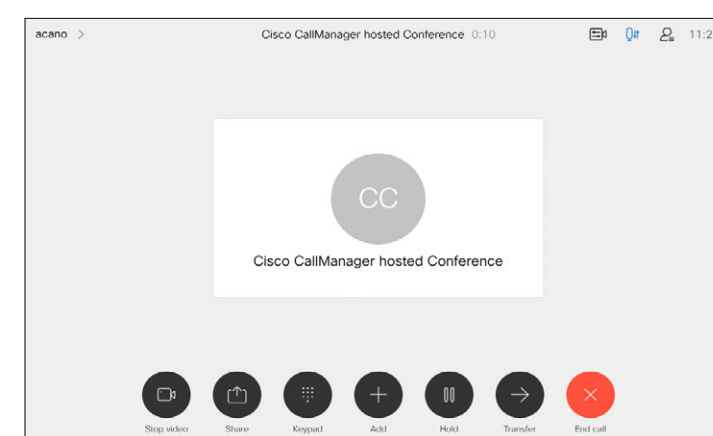 acano >
Cisco CallManager hosted Conference 0:10
11:2
CC
Cisco CallManager hosted Conference
Stop video Share Keypad Add Hold Transfer End call